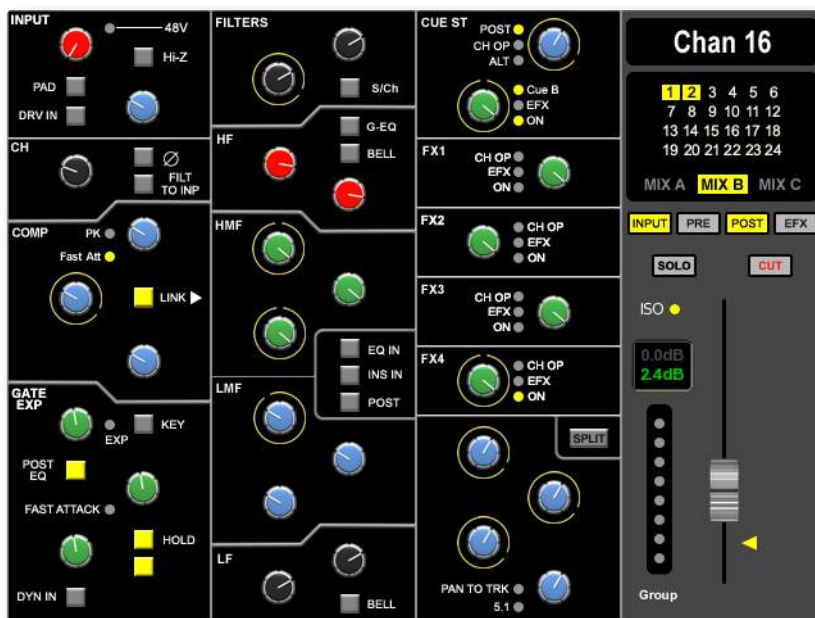 INPUT
48V
Hi-Z
PAD
DRV IN
CH
Ø
FILT
TO INP
COMP
PK
Fast Att
LINK
GATE
EXP
EXP
KEY
POST
EQ
FAST ATTACK
HOLD
DYN IN
FILTERS
S/Ch
HF
G-EQ
BELL
HMF
EQ IN
INS IN
POST
LMF
LF
BELL
CUE ST
POST
CH OP
ALT
Cue B
EFX
ON
FX1
CH OP
EFX
ON
FX2
CH OP
EFX
ON
FX3
CH OP
EFX
ON
FX4
CH OP
EFX
ON
SPLIT
PAN TO TRK
5.1
Chan 16
1 2 3 4 5 6
7 8 9 10 11 12
13 14 15 16 17 18
19 20 21 22 23 24
MIX A MIX B MIX C
INPUT PRE POST EFX
SOLO CUT
ISO
0.0dB
2.4dB
Group